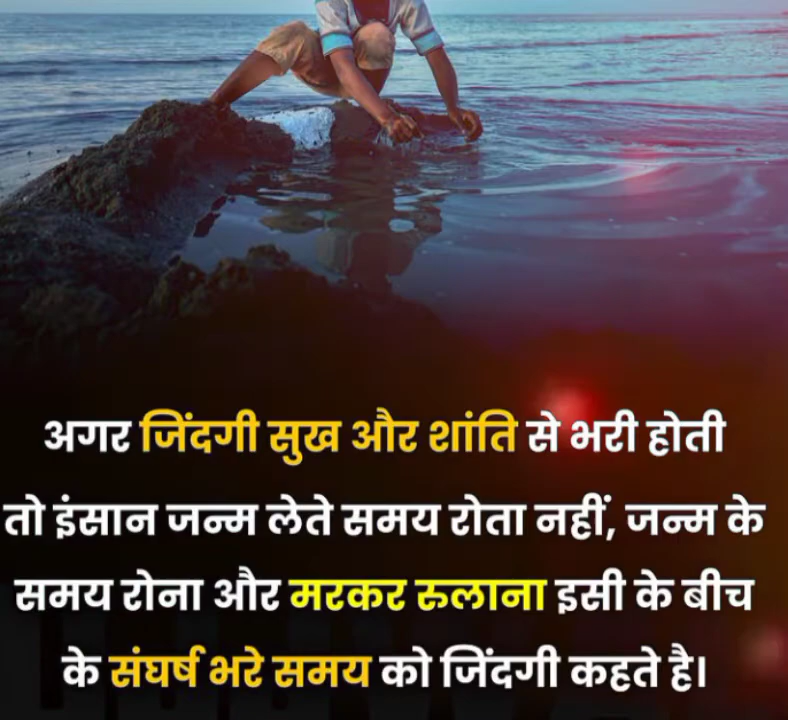 अगर जिंदगी सुख और शांति से भरी होती
तो इंसान जन्म लेते समय रोता नहीं, जन्म के
समय रोना और मरकर रुलाना इसी के बीच
के संघर्ष भरे समय को जिंदगी कहते है।